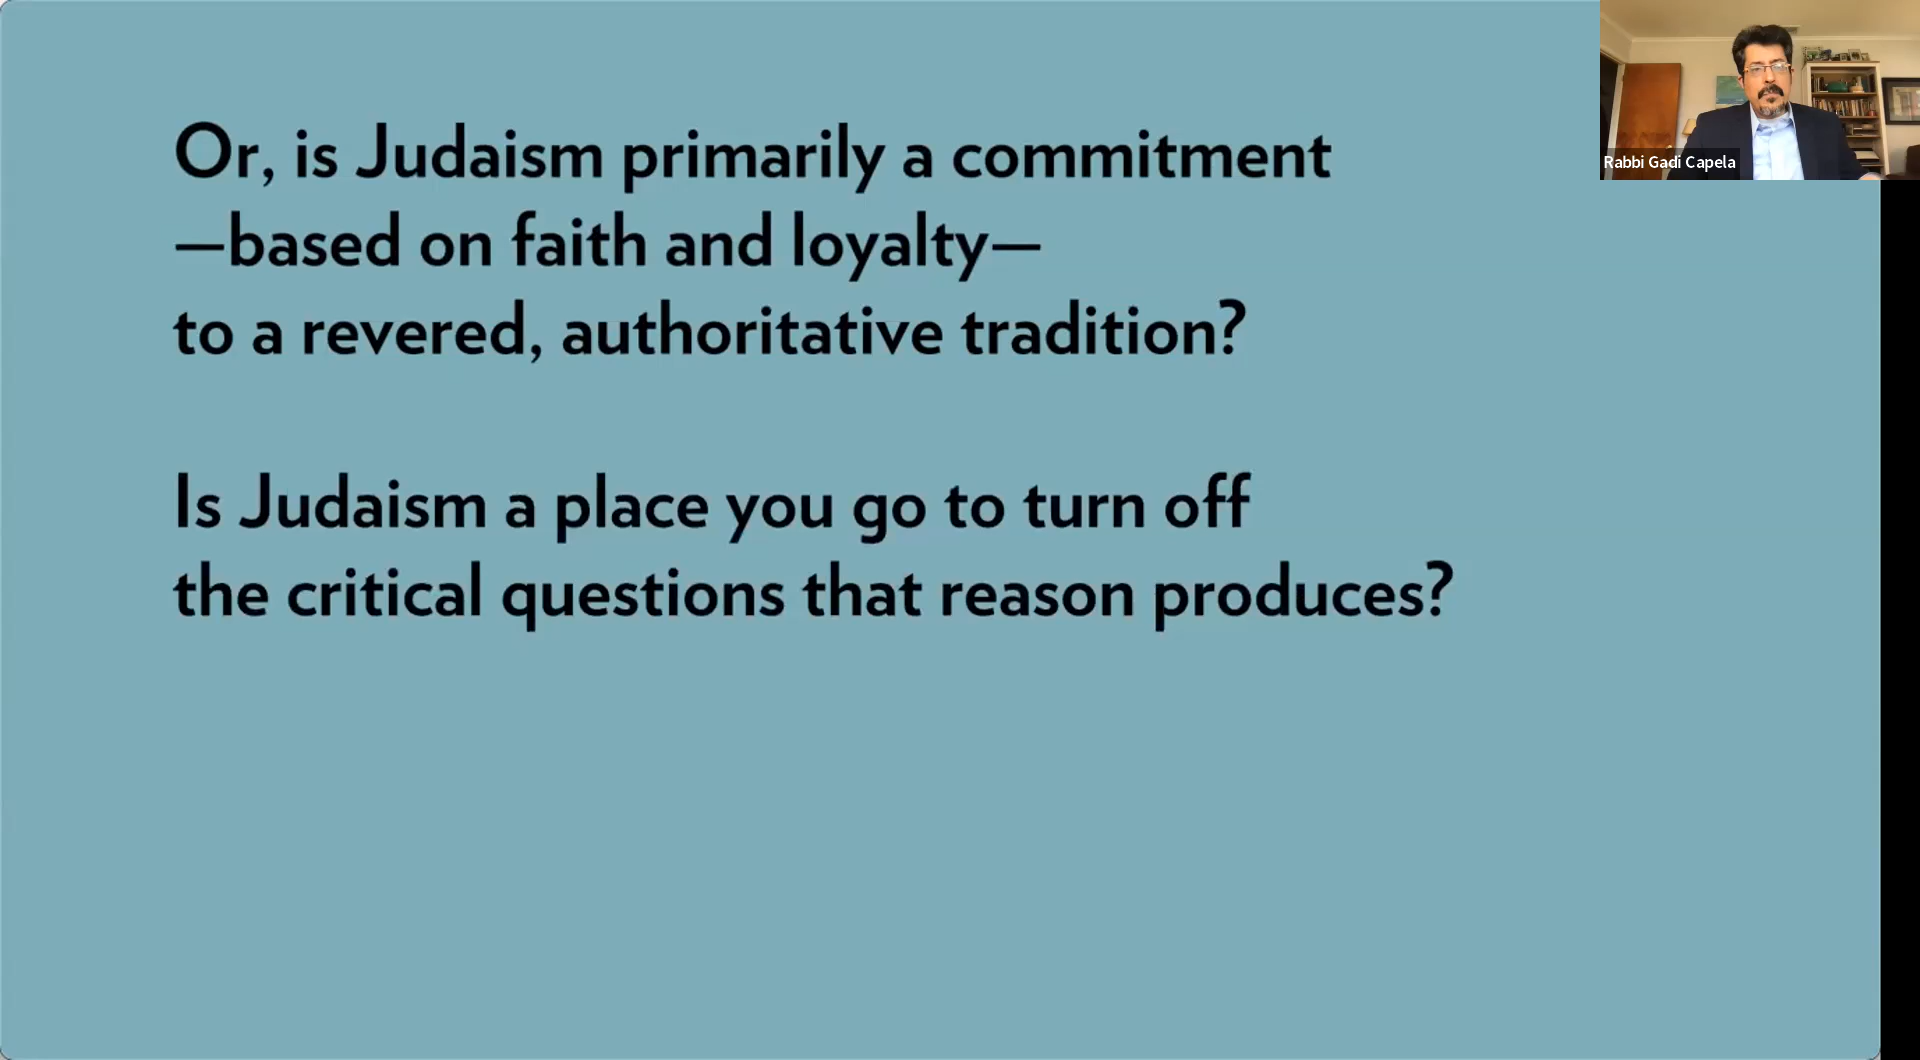 Or, is Judaism primarily a commitment
—based on faith and loyalty—
to a revered, authoritative tradition?
Is Judaism a place you go to turn off
the critical questions that reason produces?
Rabbi Gadi Capela